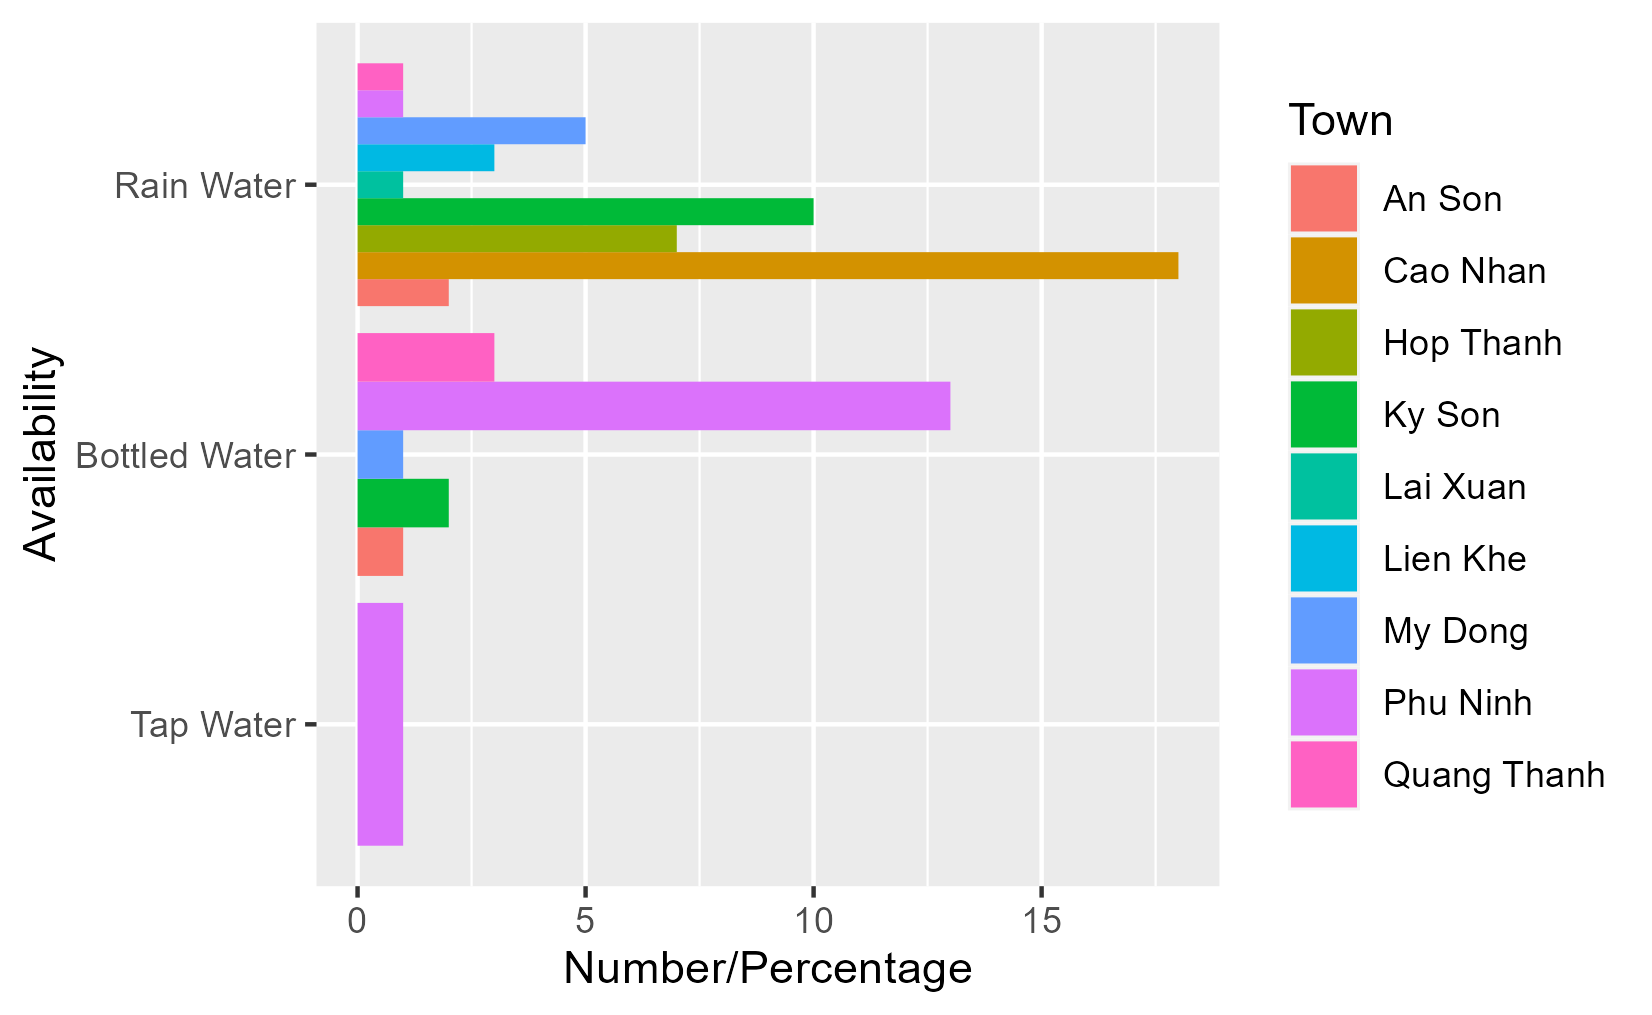 Availability
Rain Water
Bottled Water
Tap Water
0 5 10 15
Number/Percentage
Town
An Son
Cao Nhan
Hop Thanh
Ky Son
Lai Xuan
Lien Khe
My Dong
Phu Ninh
Quang Thanh